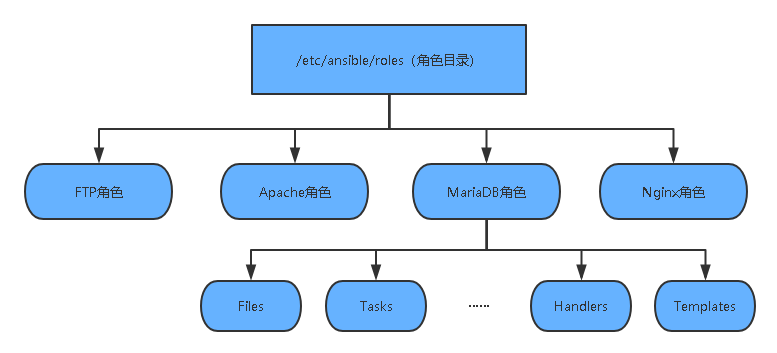 /etc/ansible/roles（角色目录）
FTP角色
Apache角色
MariaDB角色
Nginx角色
Files
Tasks
······
Handlers
Templates